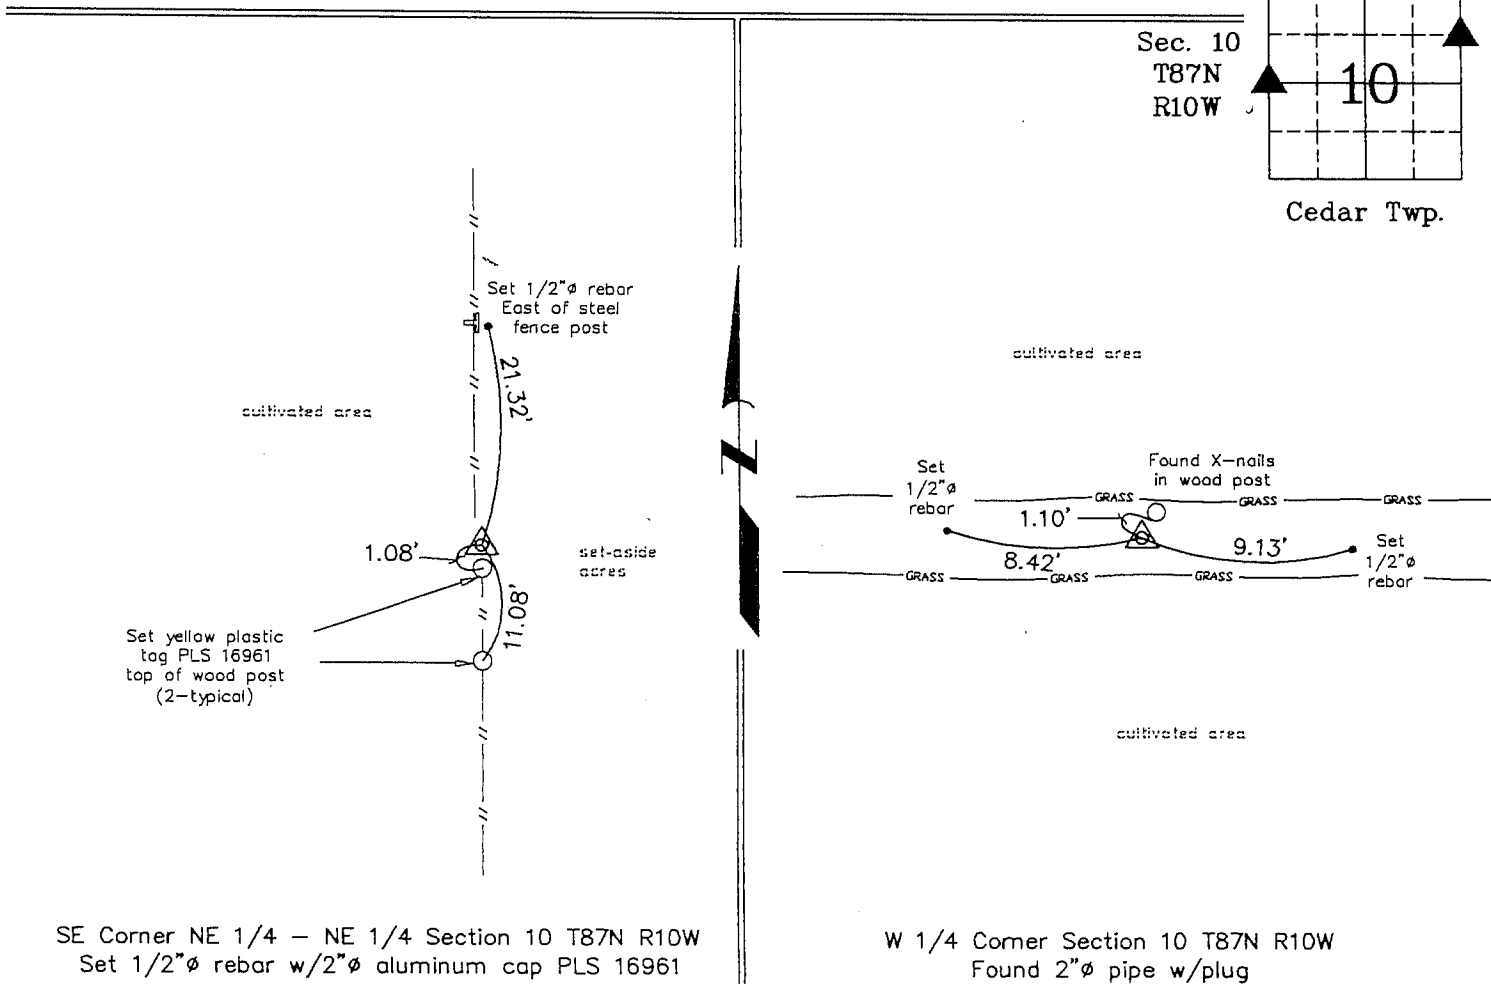 Sec. 10
T87N
R10W
10
Cedar Twp.
Set 1/2"ø rebar
East of steel
fence post
21.32'
cultivated area
1.08'
set-aside
acres
11.08'
Set yellow plastic
tag PLS 16961
top of wood post
(2-typical)
SE Corner NE 1/4 – NE 1/4 Section 10 T87N R10W
Set 1/2"ø rebar w/2"ø aluminum cap PLS 16961
N
cultivated area
Set
1/2"ø
rebar
Found X-nails
in wood post
GRASS GRASS GRASS
1.10'
8.42'
9.13'
Set
1/2"ø
rebar
GRASS GRASS GRASS
cultivated area
W 1/4 Corner Section 10 T87N R10W
Found 2"ø pipe w/plug